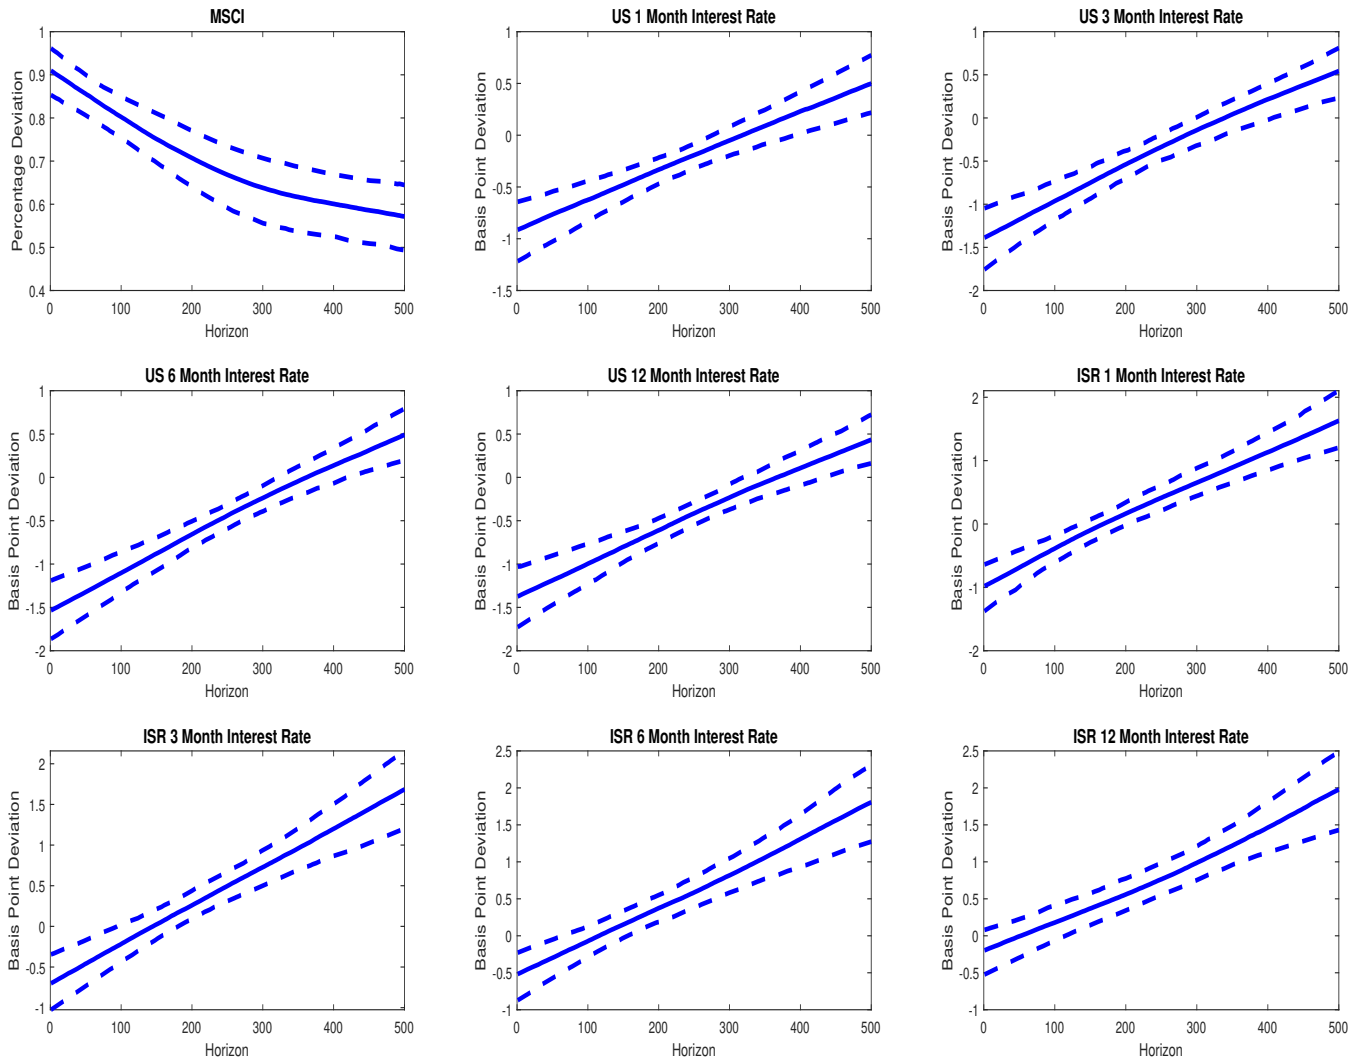 MSCI
1
0.9
0.8
0.7
0.6
0.5
0.4
Percentage Deviation
0 100 200 300 400 500
Horizon
US 1 Month Interest Rate
1
0.5
0
-0.5
-1
-1.5
Basis Point Deviation
0 100 200 300 400 500
Horizon
US 3 Month Interest Rate
1
0.5
0
-0.5
-1
-1.5
-2
Basis Point Deviation
0 100 200 300 400 500
Horizon
US 6 Month Interest Rate
1
0.5
0
-0.5
-1
-1.5
-2
Basis Point Deviation
0 100 200 300 400 500
Horizon
US 12 Month Interest Rate
1
0.5
0
-0.5
-1
-1.5
-2
Basis Point Deviation
0 100 200 300 400 500
Horizon
ISR 1 Month Interest Rate
2
1
0
-1
-2
Basis Point Deviation
0 100 200 300 400 500
Horizon
ISR 3 Month Interest Rate
2
1.5
1
0.5
0
-0.5
-1
Basis Point Deviation
0 100 200 300 400 500
Horizon
ISR 6 Month Interest Rate
2.5
2
1.5
1
0.5
0
-0.5
-1
Basis Point Deviation
0 100 200 300 400 500
Horizon
ISR 12 Month Interest Rate
2.5
2
1.5
1
0.5
0
-0.5
-1
Basis Point Deviation
0 100 200 300 400 500
Horizon